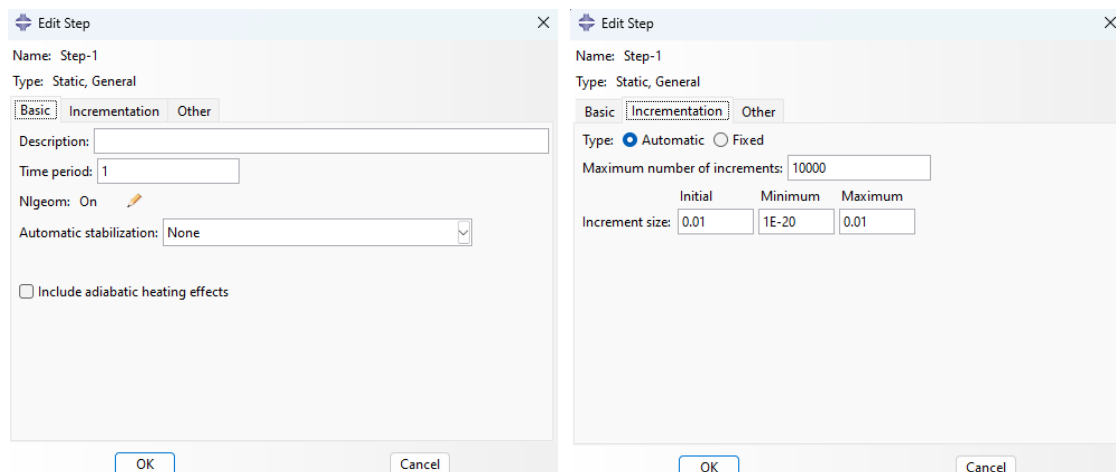 Edit Step
Name: Step-1
Type: Static, General
Basic Incrementation Other
Description:
Time period: 1
Nlgeom: On
Automatic stabilization: None
Include adiabatic heating effects
OK Cancel
Edit Step
Name: Step-1
Type: Static, General
Basic Incrementation Other
Type: Automatic Fixed
Maximum number of increments: 10000
Initial Minimum Maximum
Increment size: 0.01 1E-20 0.01
OK Cancel